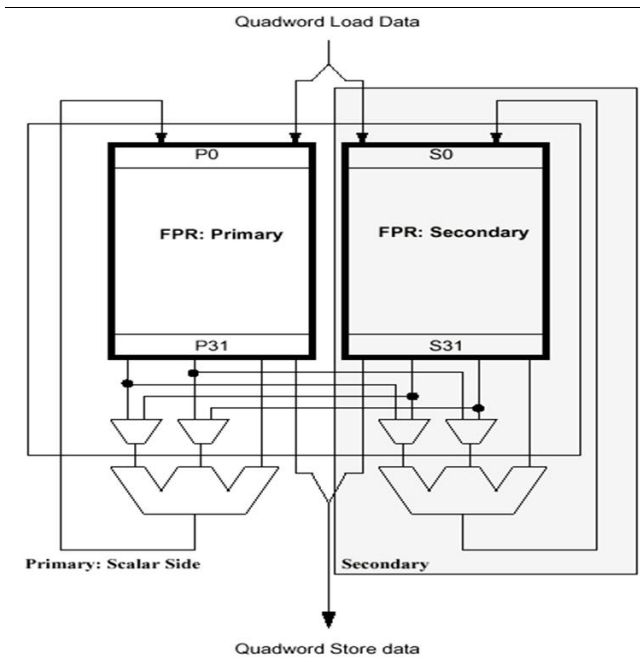 Quadword Load Data
P0
S0
FPR: Primary
FPR: Secondary
P31
S31
Primary: Scalar Side
Secondary
Quadword Store data